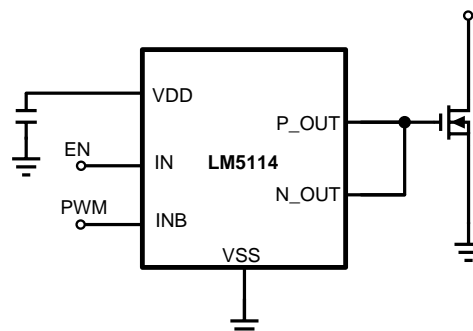 VDD
P_OUT
EN
IN
LM5114
N_OUT
PWM
INB
VSS